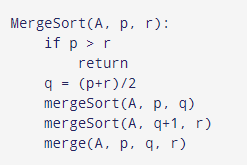 MergeSort(A, p, r):
    if p > r
        return
    q = (p+r)/2
    mergeSort(A, p, q)
    mergeSort(A, q+1, r)
    merge(A, p, q, r)